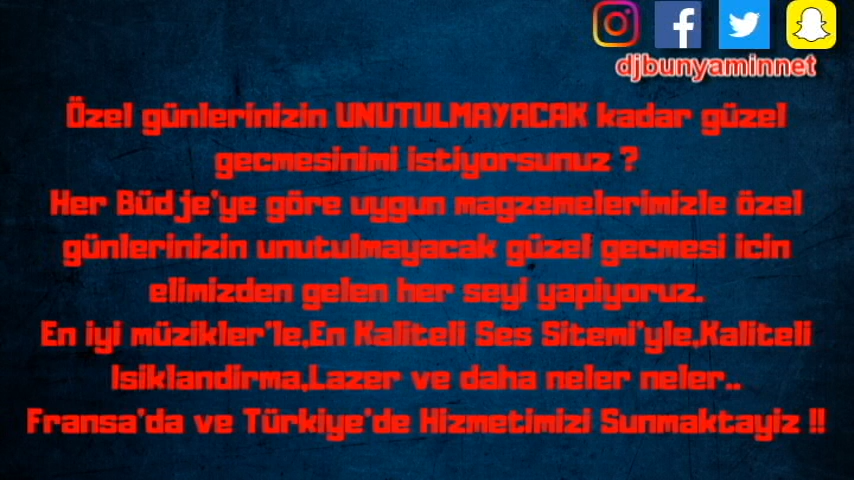 djbunyaminnet
Özel günlerinizin UNUTULMAYACAK kadar güzel
gecmesinimi istiyorsunuz ?
Her Büdje'ye göre uygun magzemelerimizle özel
günlerinizin unutulmayacak güzel gecmesi icin
elimizden gelen her seyi yapiyoruz.
En iyi müzikler'le,En Kaliteli Ses Sitemi'yle,Kaliteli
Isiklandirma,Lazer ve daha neler neler..
Fransa'da ve Türkiye'de Hizmetimizi Sunmaktayiz !!